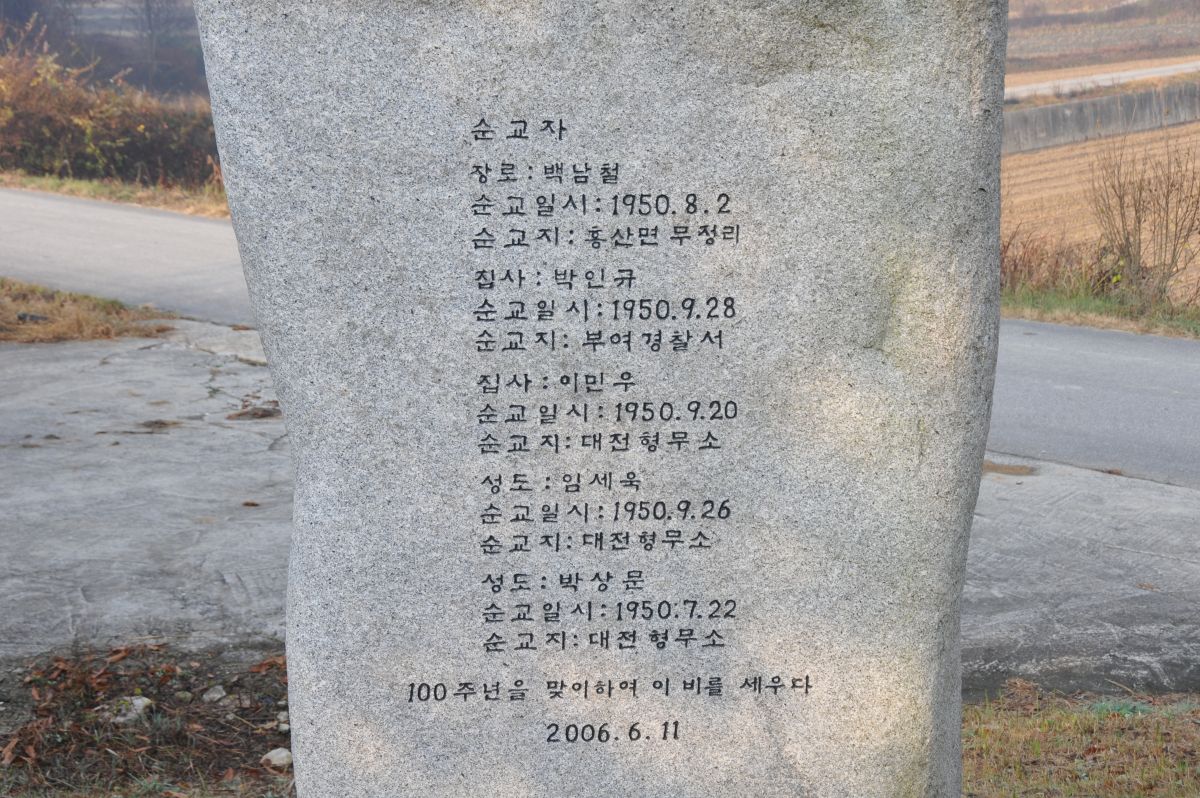 순교자
장로:백남철
순교일시:1950.8.2
순교지:홍산면 무정리
집사:박인규
순교일시:1950.9.28
순교지:부여경찰서
집사:이민우
순교일시:1950.9.20
순교지:대전형무소
성도:임세욱
순교일시:1950.9.26
순교지:대전형무소
성도:박상문
순교일시:1950.7.22
순교지:대전형무소
100주년을 맞이하여 이 비를 세우다
2006.6.11